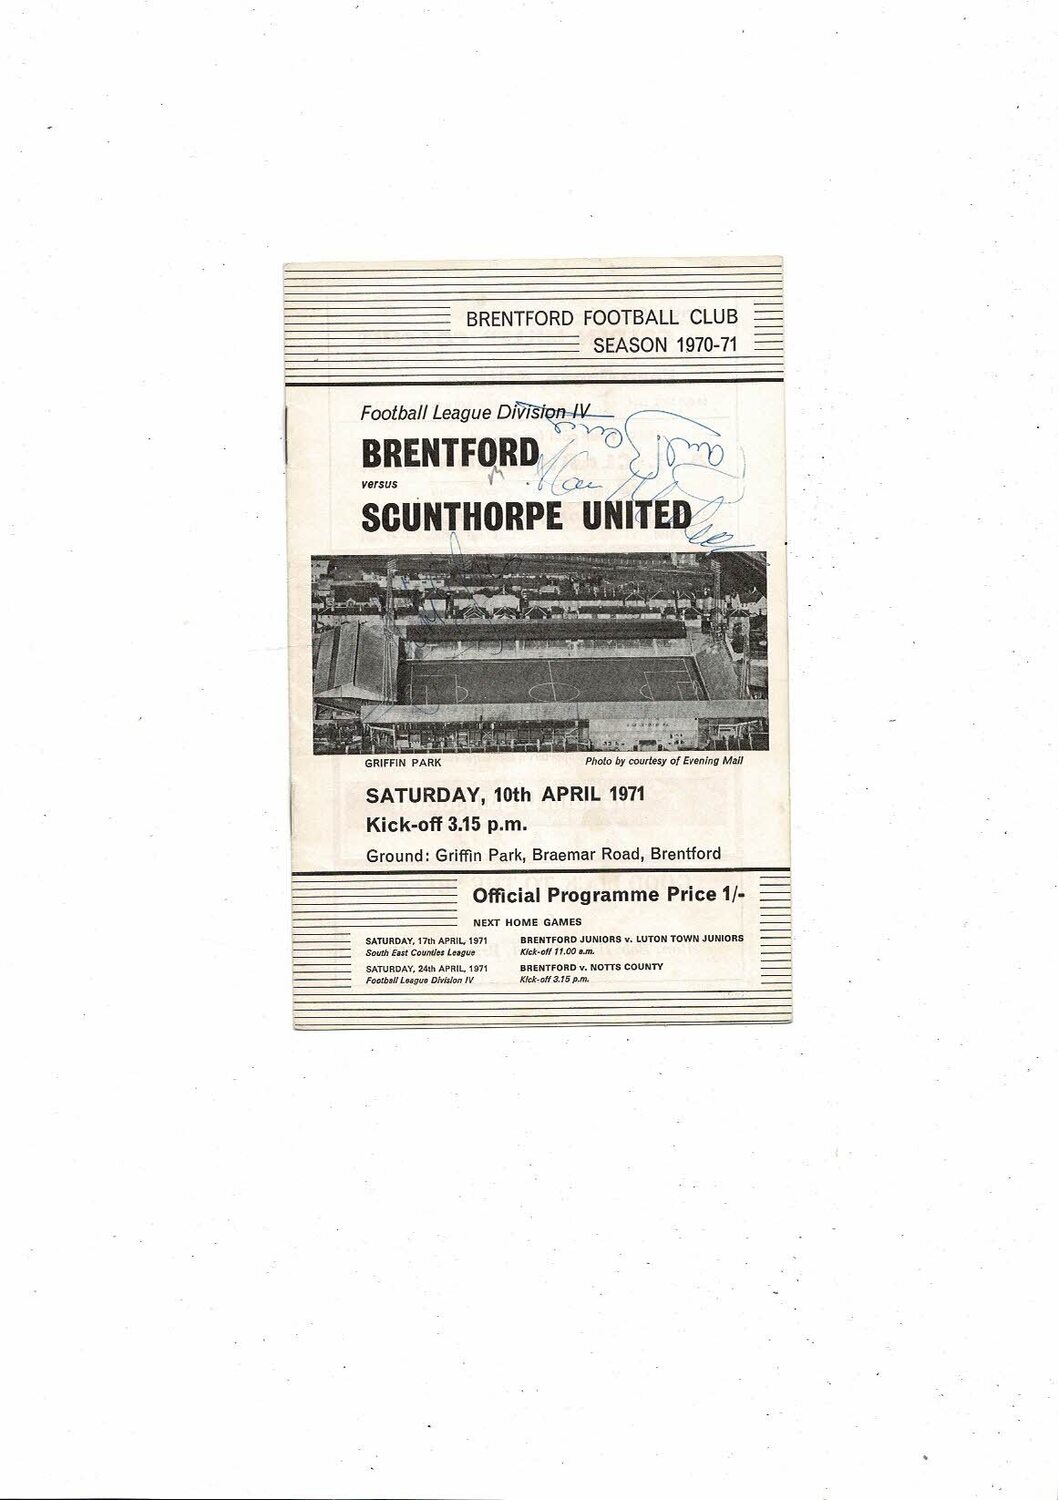 BRENTFORD FOOTBALL CLUB
SEASON 1970-71
Football League Division IV
BRENTFORD
versus
SCUNTHORPE UNITED
GRIFFIN PARK
Photo by courtesy of Evening Mail
SATURDAY, 10th APRIL 1971
Kick-off 3.15 p.m.
Ground: Griffin Park, Braemar Road, Brentford
Official Programme Price 1/-
NEXT HOME GAMES
SATURDAY, 17th APRIL, 1971 BRENTFORD JUNIORS v. LUTON TOWN JUNIORS
South East Counties League Kick-off 11.00 a.m.
SATURDAY, 24th APRIL, 1971 BRENTFORD v. NOTTS COUNTY
Football League Division IV Kick-off 3.15 p.m.